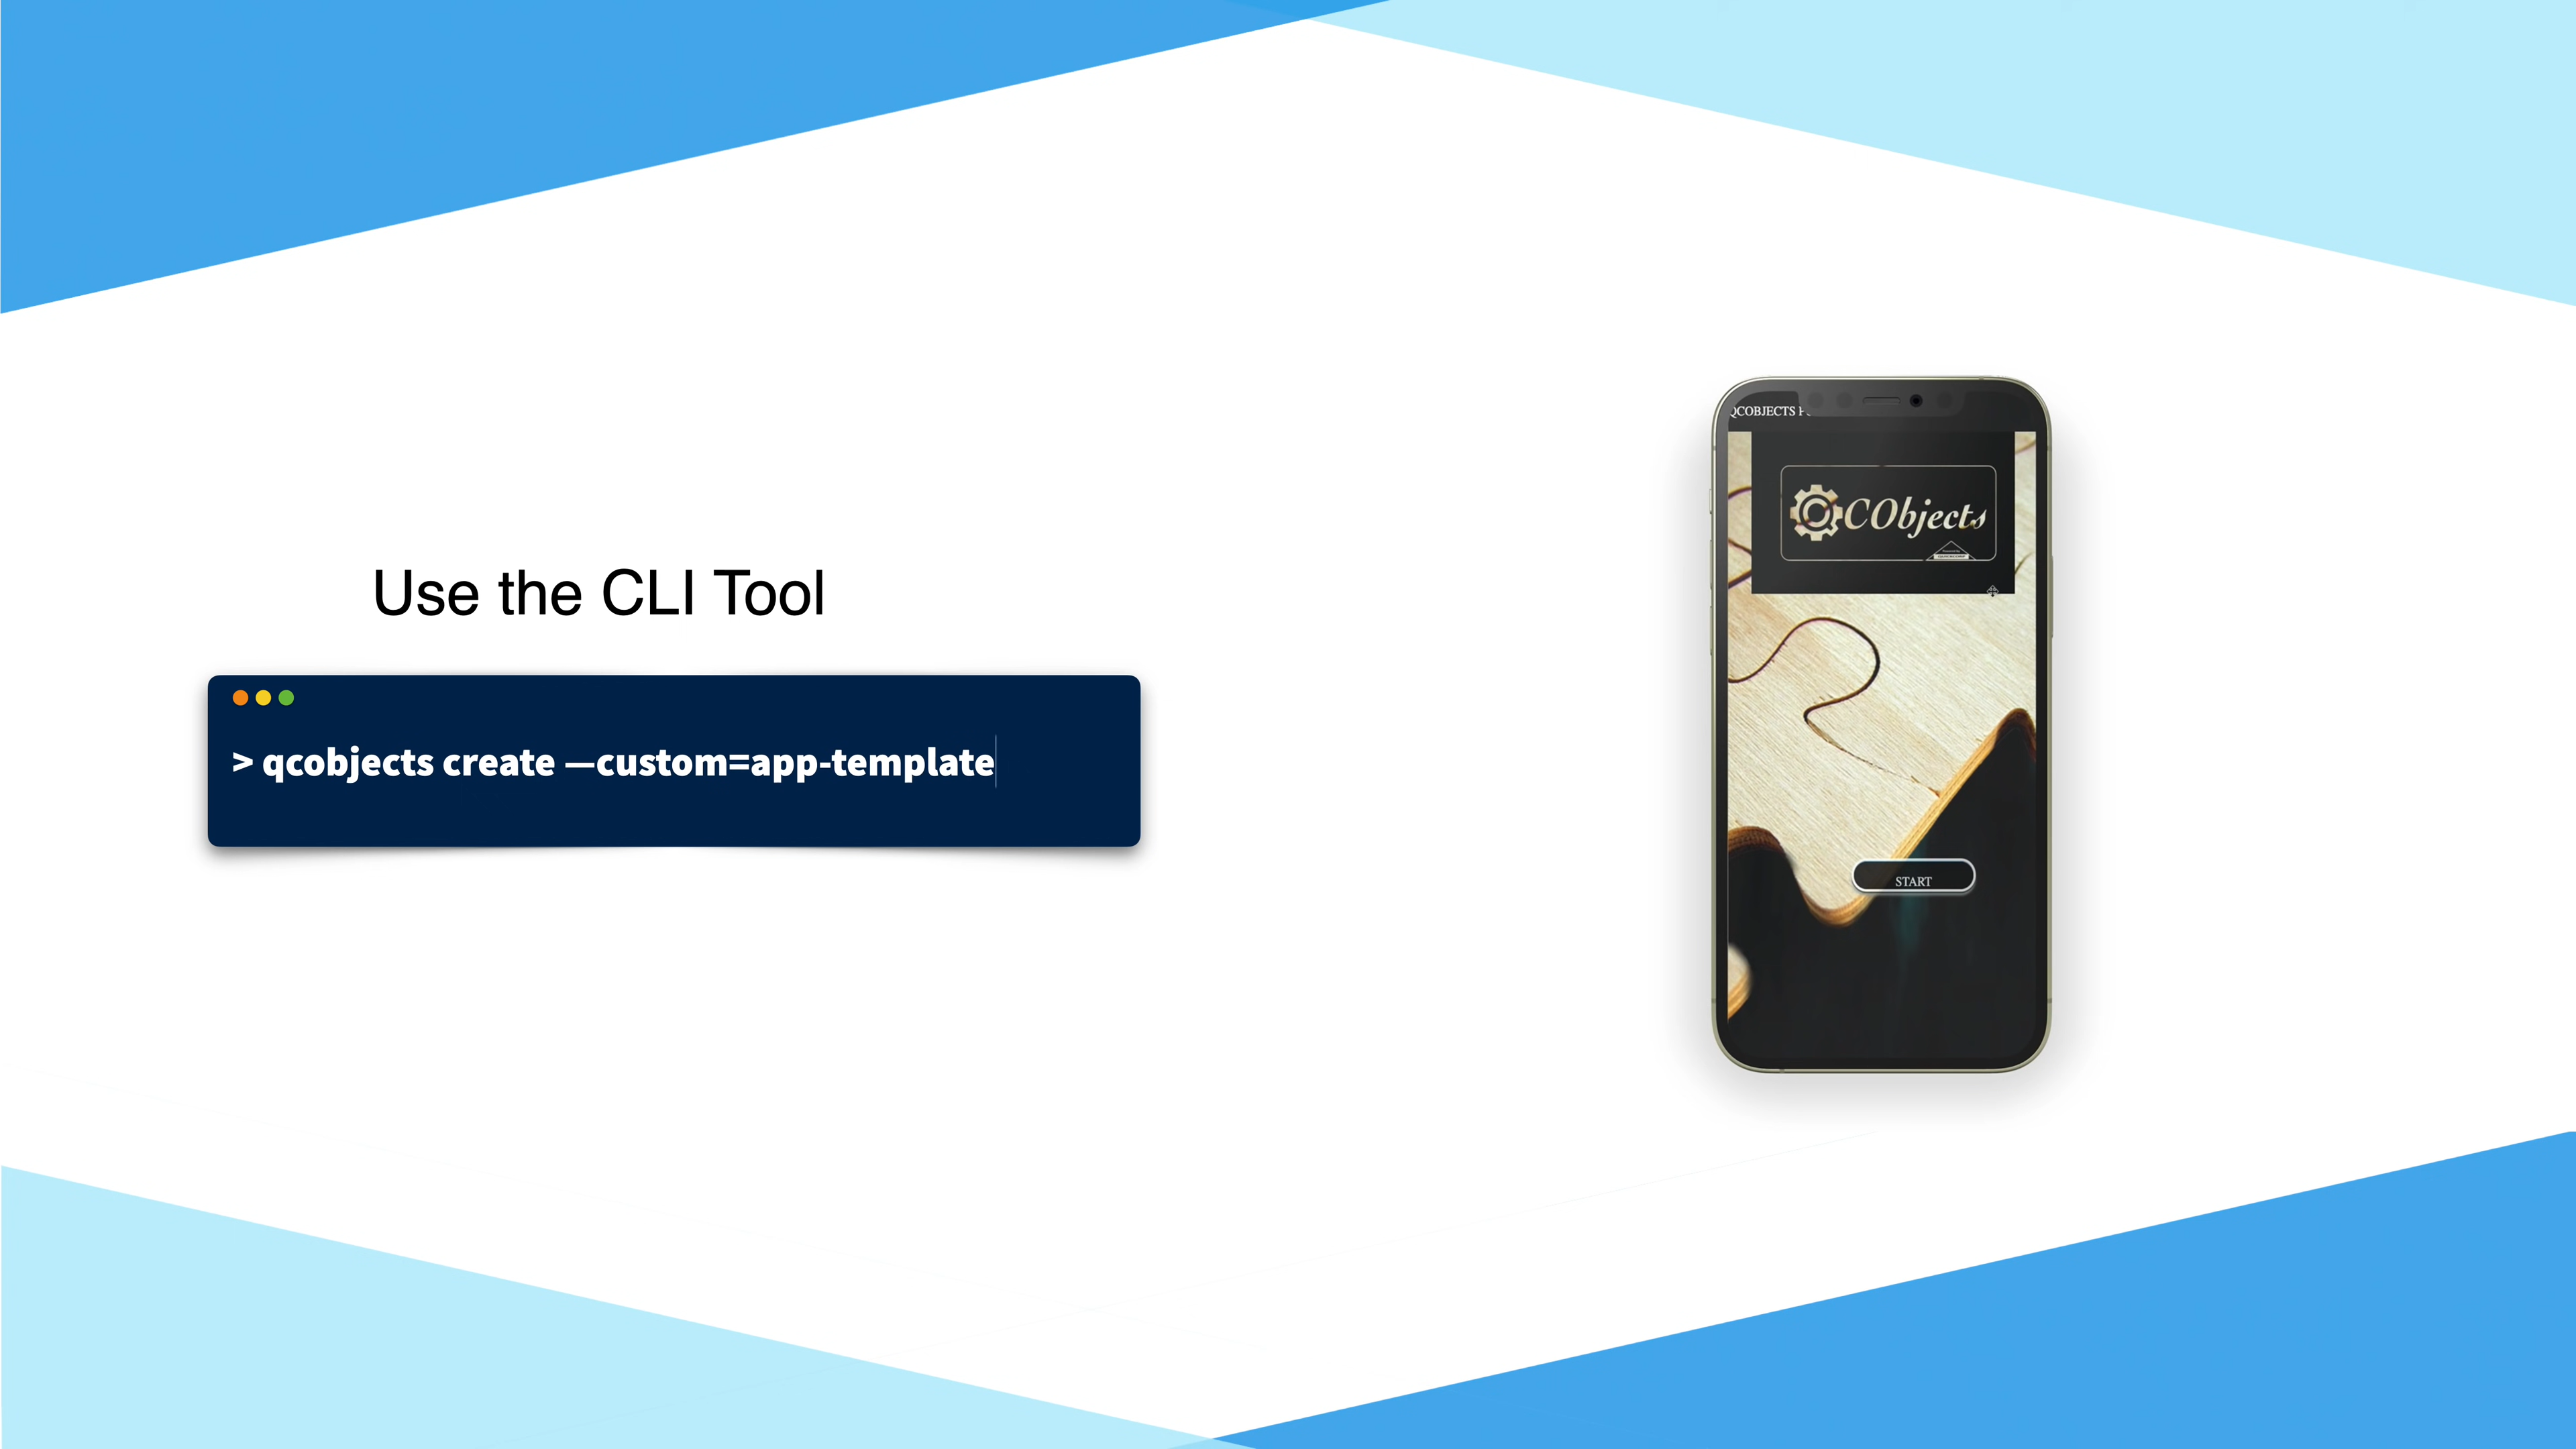 Use the CLI Tool
> qcobjects create —custom=app-template
QCOBJECTS
QCObjects
START